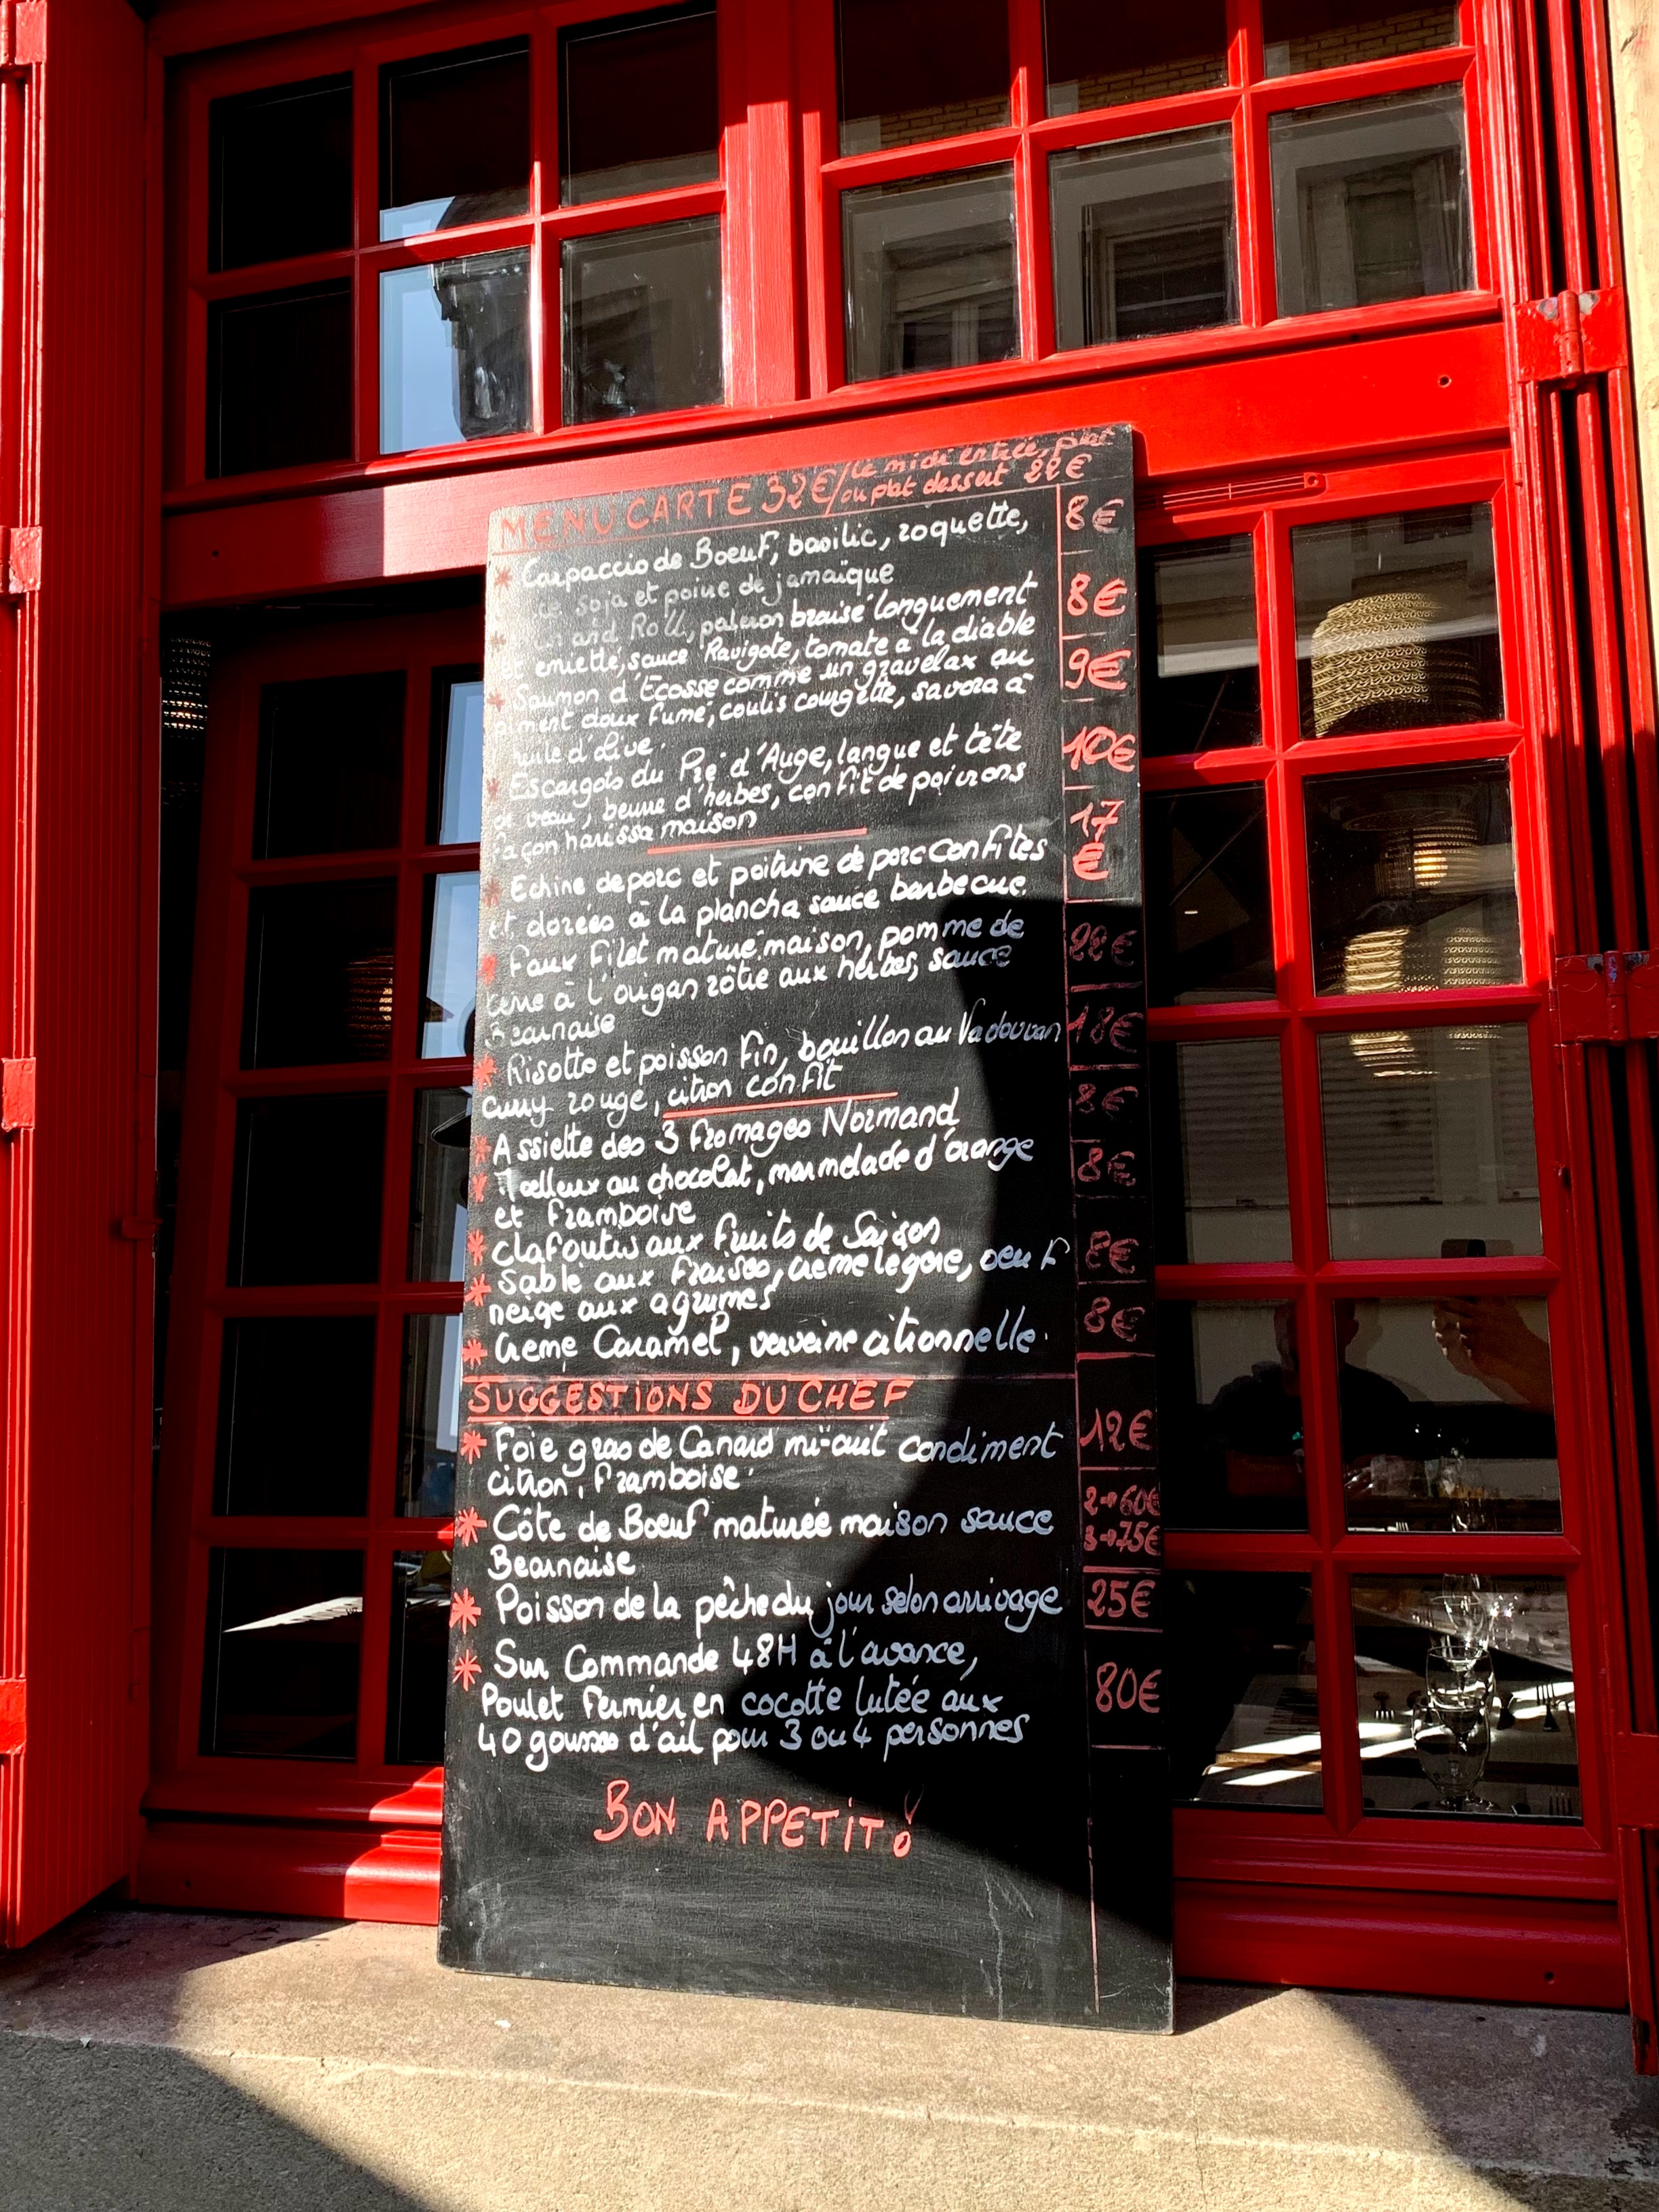 MENU CARTE 32€/le midi entrée, plat
ou plat dessert 22€
* Carpaccio de Boeuf, basilic, roquette, 8€
soja et poivre de jamaïque
* and Roll, paleron braisé longuement 8€
et emietté, sauce Ravigote, tomate à la diable
* Saumon d'Ecosse comme un gravelax au 9€
piment doux fumé, coulis courgette, savora à
huile d'olive.
* Escargots du Pré d'Auge, langue et tête 10€
de veau, beurre d'herbes, confit de poivrons
façon harissa maison
* Echine de porc et poitrine de porc confites 17
€
et dorées à la plancha sauce barbecue.
* Faux Filet maturé maison, pomme de 22€
terre à l'origan rôtie aux herbes, sauce
Bearnaise
* Risotto et poisson fin, bouillon au Vadouvan 18€
curry rouge, citron confit
* Assiette des 3 fromages Normand 8€
* Moelleux au chocolat, marmelade d'orange 8€
et framboise
* Clafoutis aux fruits de Saison
* Sablé aux fraises, crème légère, oeuf 8€
neige aux agrumes
* Creme Caramel, verveine citronnelle. 8€
SUGGESTIONS DU CHEF
* Foie gras de Canard mi-cuit condiment 12€
citron, framboise.
* Côte de Boeuf maturée maison sauce 2→60€
Bearnaise 3→75€
* Poisson de la pêche du jour selon arrivage 25€
* Sur Commande 48H à l'avance,
Poulet fermier en cocotte lutée aux 80€
40 gousses d'ail pour 3 ou 4 personnes
BON APPETIT!